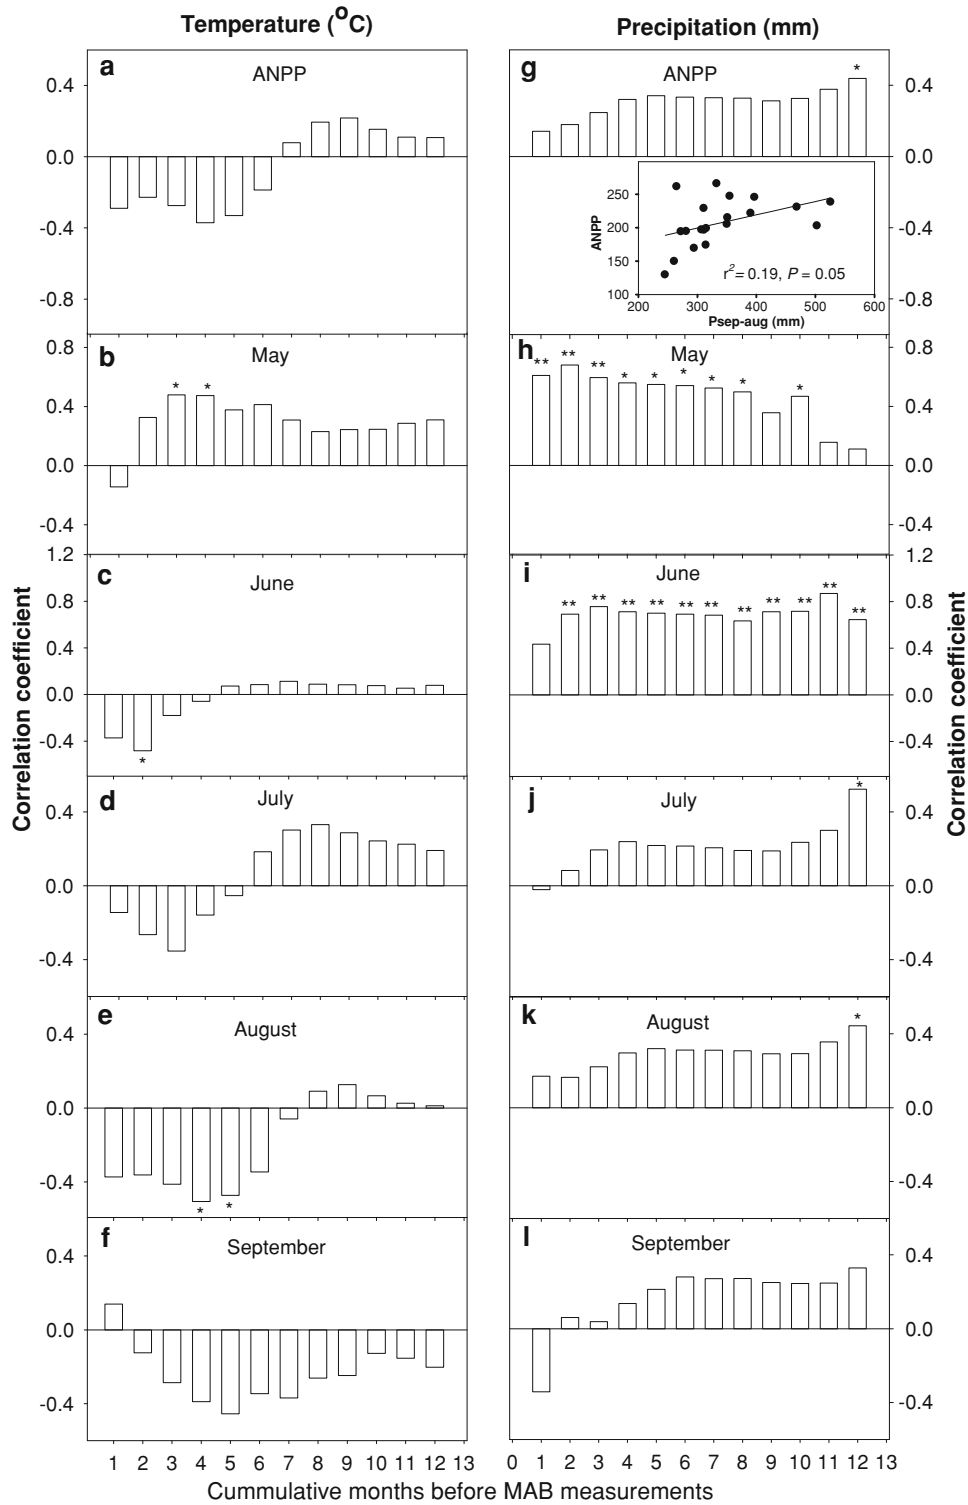 Temperature (°C)
Precipitation (mm)
a
ANPP
0.4
0.0
-0.4
-0.8
g
ANPP
*
0.4
0.0
-0.4
-0.8
250
200
150
100
ANPP
r²= 0.19, P = 0.05
200 300 400 500 600
Psep-aug (mm)
b
May
* *
0.8
0.4
0.0
-0.4
h
May
** ** ** * * * * * *
0.8
0.4
0.0
-0.4
c
June
*
1.2
0.8
0.4
0.0
-0.4
i
June
** ** ** ** ** ** ** ** ** ** **
1.2
0.8
0.4
0.0
-0.4
Correlation coefficient
Correlation coefficient
d
July
0.4
0.0
-0.4
j
July
*
0.4
0.0
-0.4
e
August
* *
0.4
0.0
-0.4
k
August
*
0.4
0.0
-0.4
f
September
0.4
0.0
-0.4
l
September
0.4
0.0
-0.4
1 2 3 4 5 6 7 8 9 10 11 12 13
0 1 2 3 4 5 6 7 8 9 10 11 12 13
Cummulative months before MAB measurements